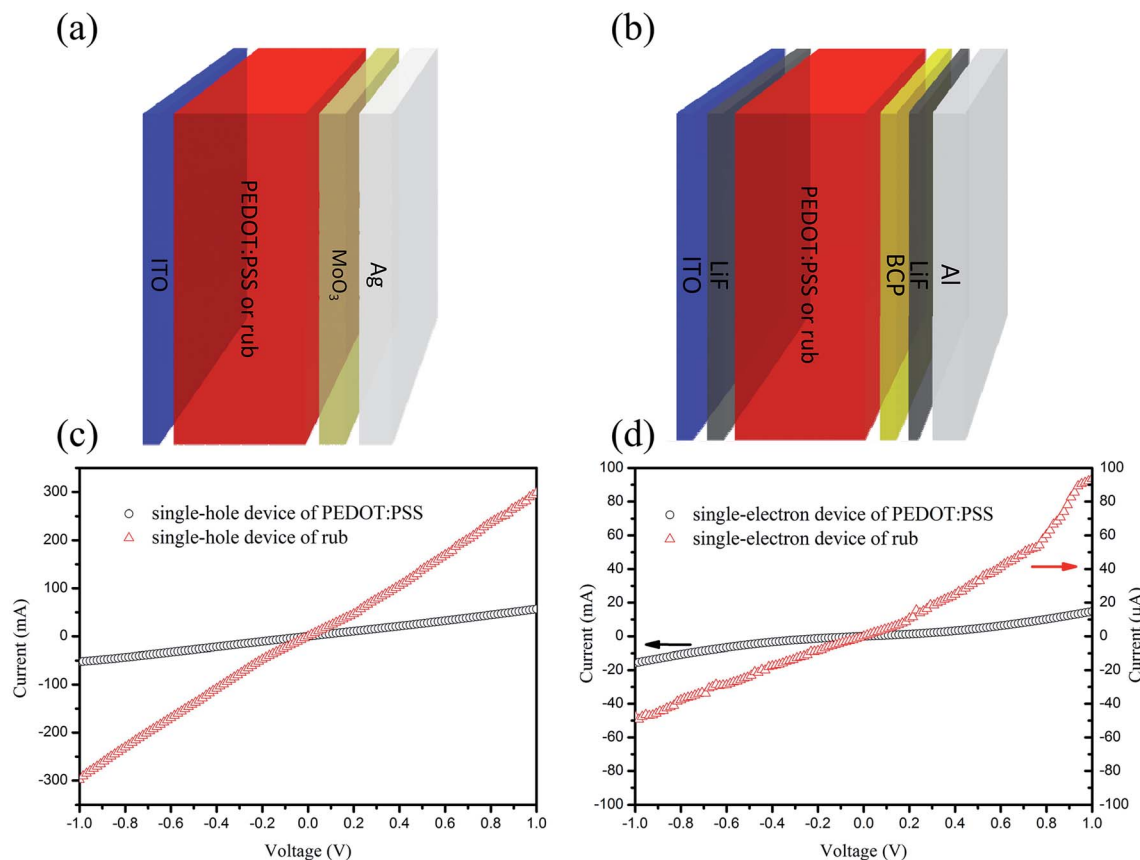 (a)
ITO
PEDOT:PSS or rub
MoO₃
Ag
(b)
ITO
LiF
PEDOT:PSS or rub
BCP
LiF
Al
(c)
single-hole device of PEDOT:PSS
single-hole device of rub
Current (mA)
300
200
100
0
-100
-200
-300
-1.0 -0.8 -0.6 -0.4 -0.2 0.0 0.2 0.4 0.6 0.8 1.0
Voltage (V)
(d)
single-electron device of PEDOT:PSS
single-electron device of rub
Current (mA)
100
80
60
40
20
0
-20
-40
-60
-80
-100
100
80
60
40
20
0
-20
-40
-60
-80
-100
Current (μA)
-1.0 -0.8 -0.6 -0.4 -0.2 0.0 0.2 0.4 0.6 0.8 1.0
Voltage (V)